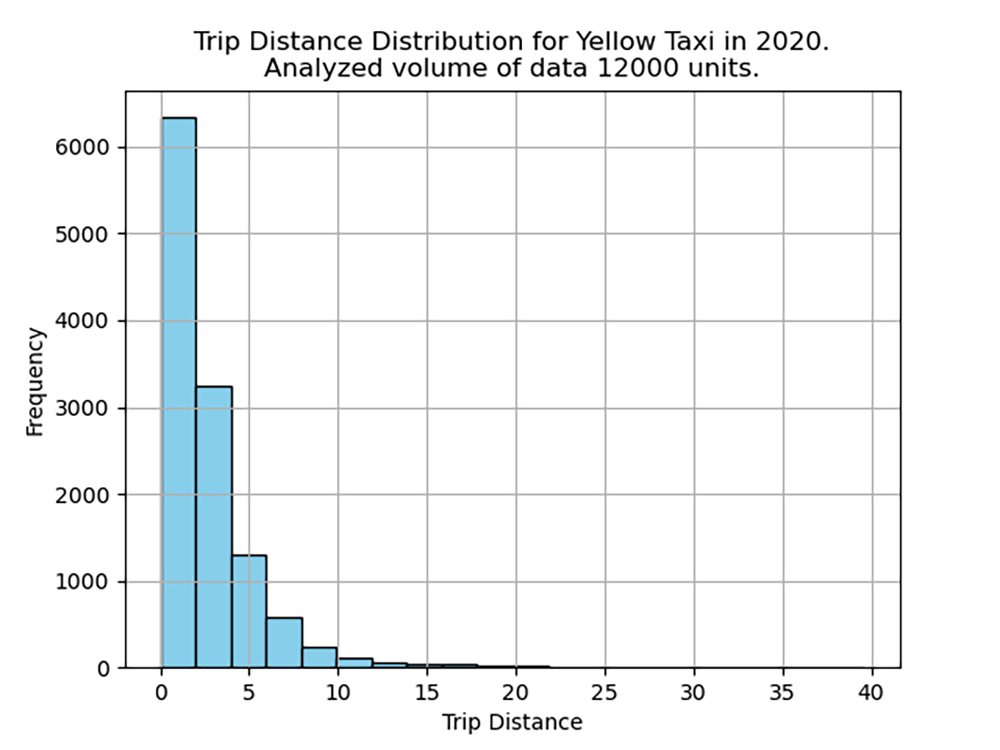 Trip Distance Distribution for Yellow Taxi in 2020.
Analyzed volume of data 12000 units.
Frequency
6000
5000
4000
3000
2000
1000
0
0 5 10 15 20 25 30 35 40
Trip Distance